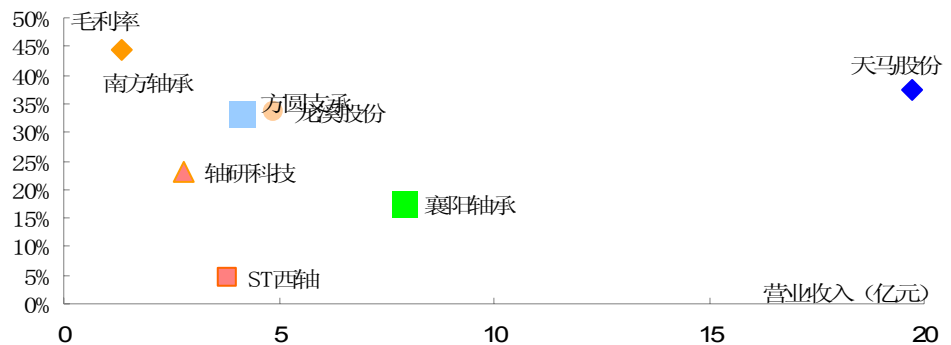 50%
毛利率
45%
天马股份
40%
南方轴承
35%
方圆支承
龙溪股份
30%
25%
轴研科技
20%
襄阳轴承
15%
10%
5%
ST西轴
营业收入（亿元）
0%
0
5
10
15
20